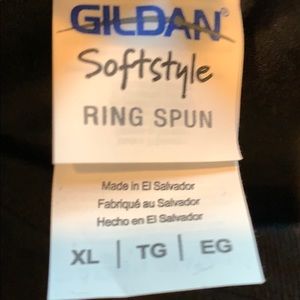 GILDAN®
Softstyle
RING SPUN
Made in El Salvador
Fabriqué au Salvador
Hecho en El Salvador
XL | TG | EG